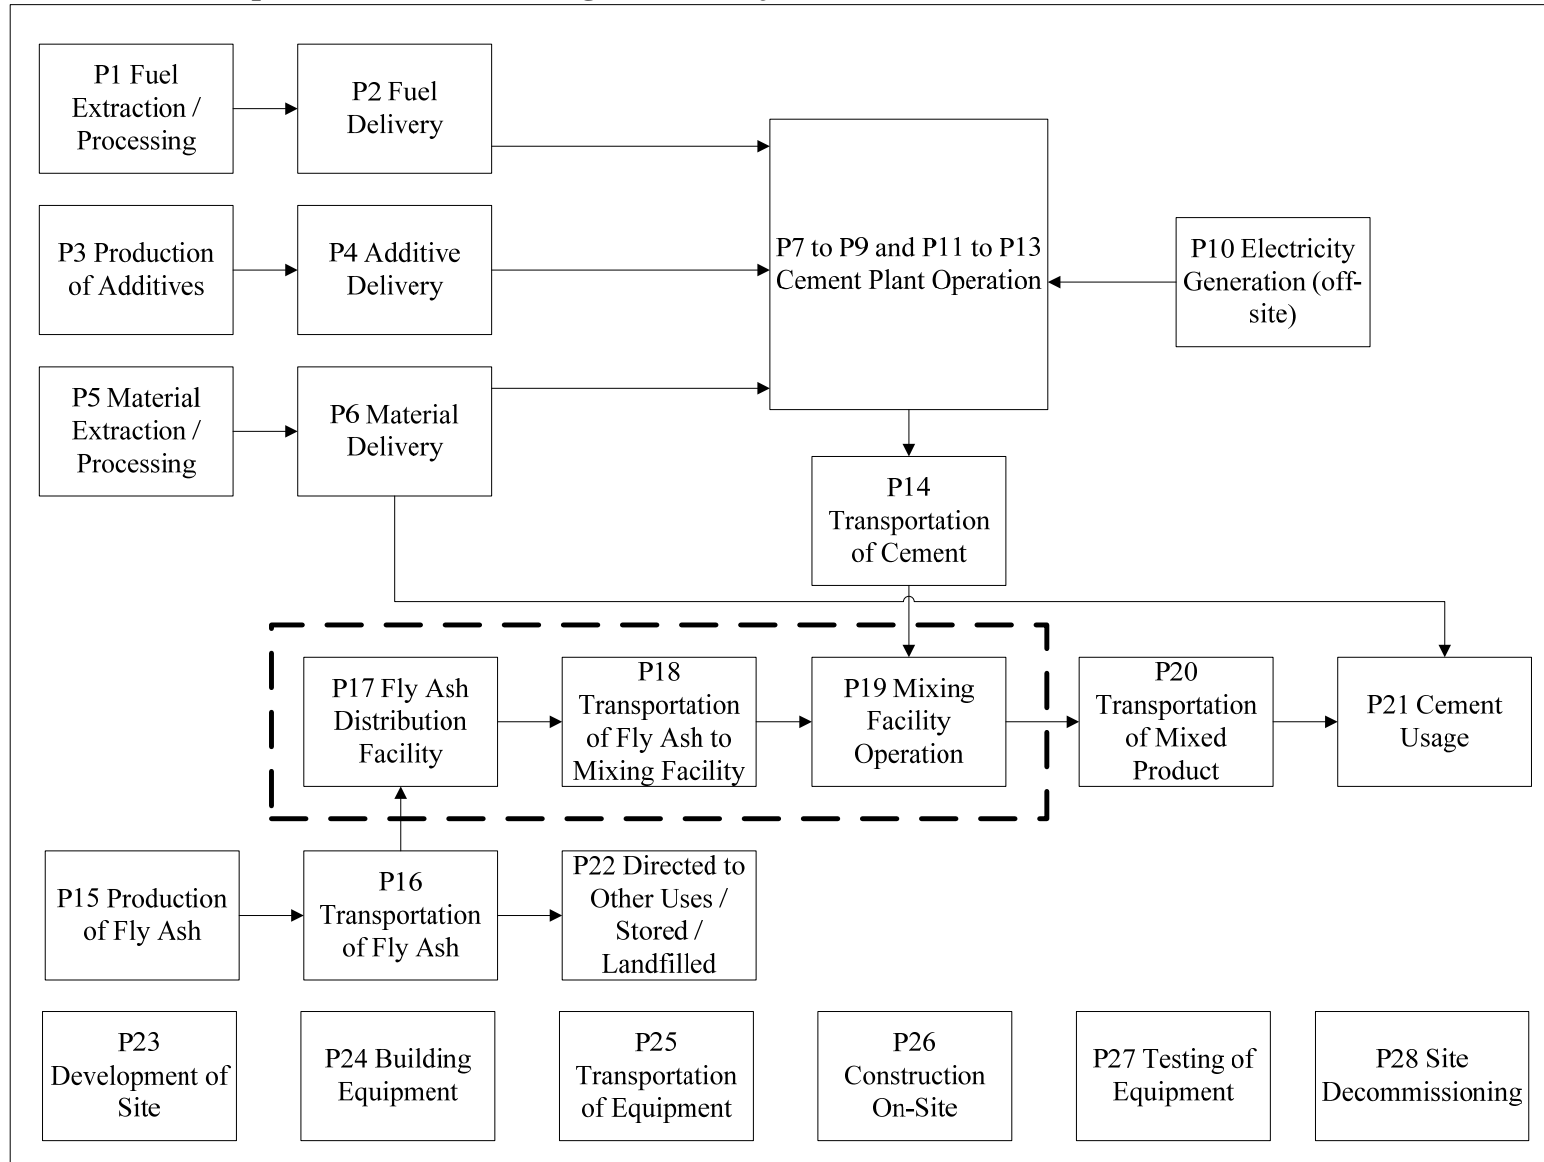 P1 Fuel
Extraction /
Processing
P2 Fuel
Delivery
P3 Production
of Additives
P4 Additive
Delivery
P7 to P9 and P11 to P13
Cement Plant Operation
P10 Electricity
Generation (off-
site)
P5 Material
Extraction /
Processing
P6 Material
Delivery
P14
Transportation
of Cement
P17 Fly Ash
Distribution
Facility
P18
Transportation
of Fly Ash to
Mixing Facility
P19 Mixing
Facility
Operation
P20
Transportation
of Mixed
Product
P21 Cement
Usage
P15 Production
of Fly Ash
P16
Transportation
of Fly Ash
P22 Directed to
Other Uses /
Stored /
Landfilled
P23
Development of
Site
P24 Building
Equipment
P25
Transportation
of Equipment
P26
Construction
On-Site
P27 Testing of
Equipment
P28 Site
Decommissioning